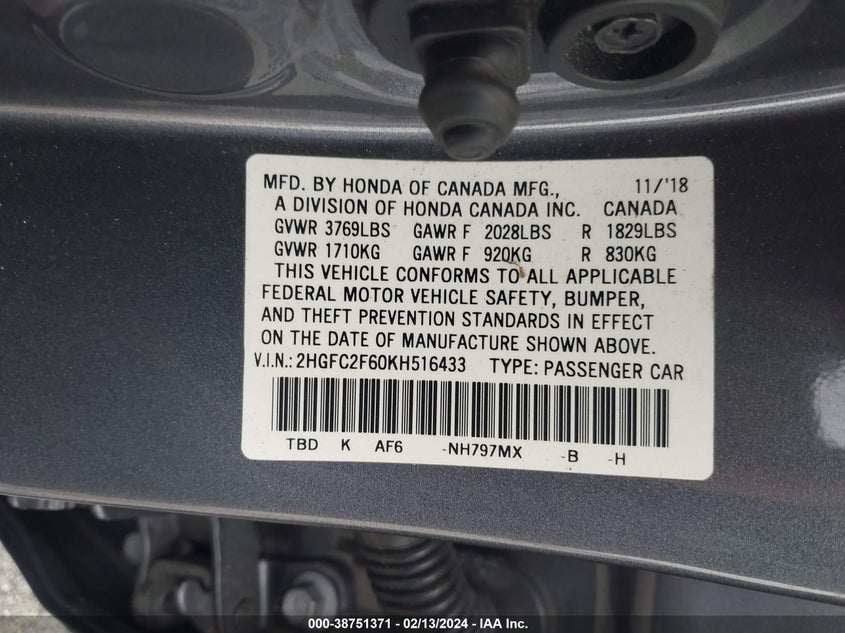 MFD. BY HONDA OF CANADA MFG., 11/'18
A DIVISION OF HONDA CANADA INC. CANADA
GVWR 3769LBS GAWR F 2028LBS R 1829LBS
GVWR 1710KG GAWR F 920KG R 830KG
THIS VEHICLE CONFORMS TO ALL APPLICABLE
FEDERAL MOTOR VEHICLE SAFETY, BUMPER,
AND THEFT PREVENTION STANDARDS IN EFFECT
ON THE DATE OF MANUFACTURE SHOWN ABOVE.
V.I.N.: 2HGFC2F60KH516433 TYPE: PASSENGER CAR
TBD K AF6 -NH797MX -B -H
000-38751371 - 02/13/2024 - IAA Inc.